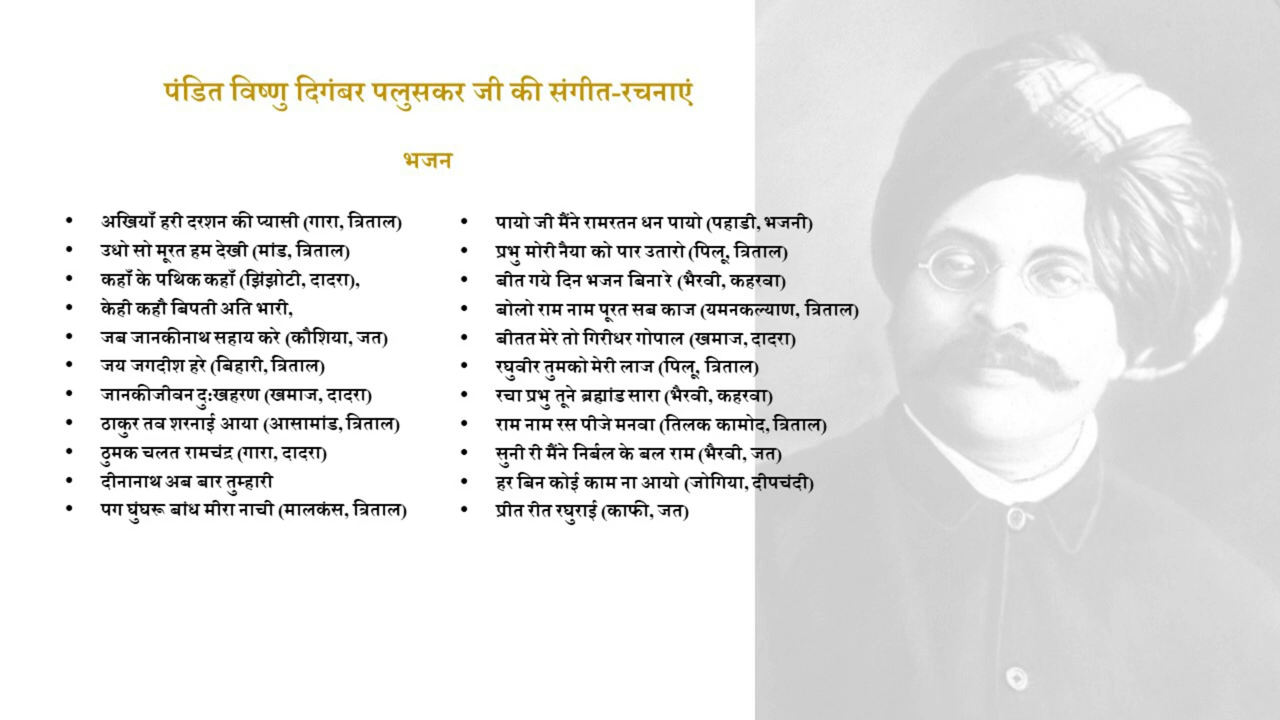 पंडित विष्णु दिगंबर पलुसकर जी की संगीत-रचनाएं
भजन
• अखियाँ हरी दरशन की प्यासी (गारा, त्रिताल)
• उधो सो मूरत हम देखी (मांड, त्रिताल)
• कहाँ के पथिक कहाँ (झिंझोटी, दादरा),
• केही कहौ बिपती अति भारी,
• जब जानकीनाथ सहाय करे (कौशिया, जत)
• जय जगदीश हरे (बिहारी, त्रिताल)
• जानकीजीवन दुःखहरण (खमाज, दादरा)
• ठाकुर तव शरनाई आया (आसामांड, त्रिताल)
• ठुमक चलत रामचंद्र (गारा, दादरा)
• दीनानाथ अब बार तुम्हारी
• पग घुंघरू बांध मीरा नाची (मालकंस, त्रिताल)
• पायो जी मैंने रामरतन धन पायो (पहाडी, भजनी)
• प्रभु मोरी नैया को पार उतारो (पिलू, त्रिताल)
• बीत गये दिन भजन बिना रे (भैरवी, कहरवा)
• बोलो राम नाम पूरत सब काज (यमनकल्याण, त्रिताल)
• बीतत मेरे तो गिरीधर गोपाल (खमाज, दादरा)
• रघुवीर तुमको मेरी लाज (पिलू, त्रिताल)
• रचा प्रभु तूने ब्रह्मांड सारा (भैरवी, कहरवा)
• राम नाम रस पीजे मनवा (तिलक कामोद, त्रिताल)
• सुनी री मैंने निर्बल के बल राम (भैरवी, जत)
• हर बिन कोई काम ना आयो (जोगिया, दीपचंदी)
• प्रीत रीत रघुराई (काफी, जत)